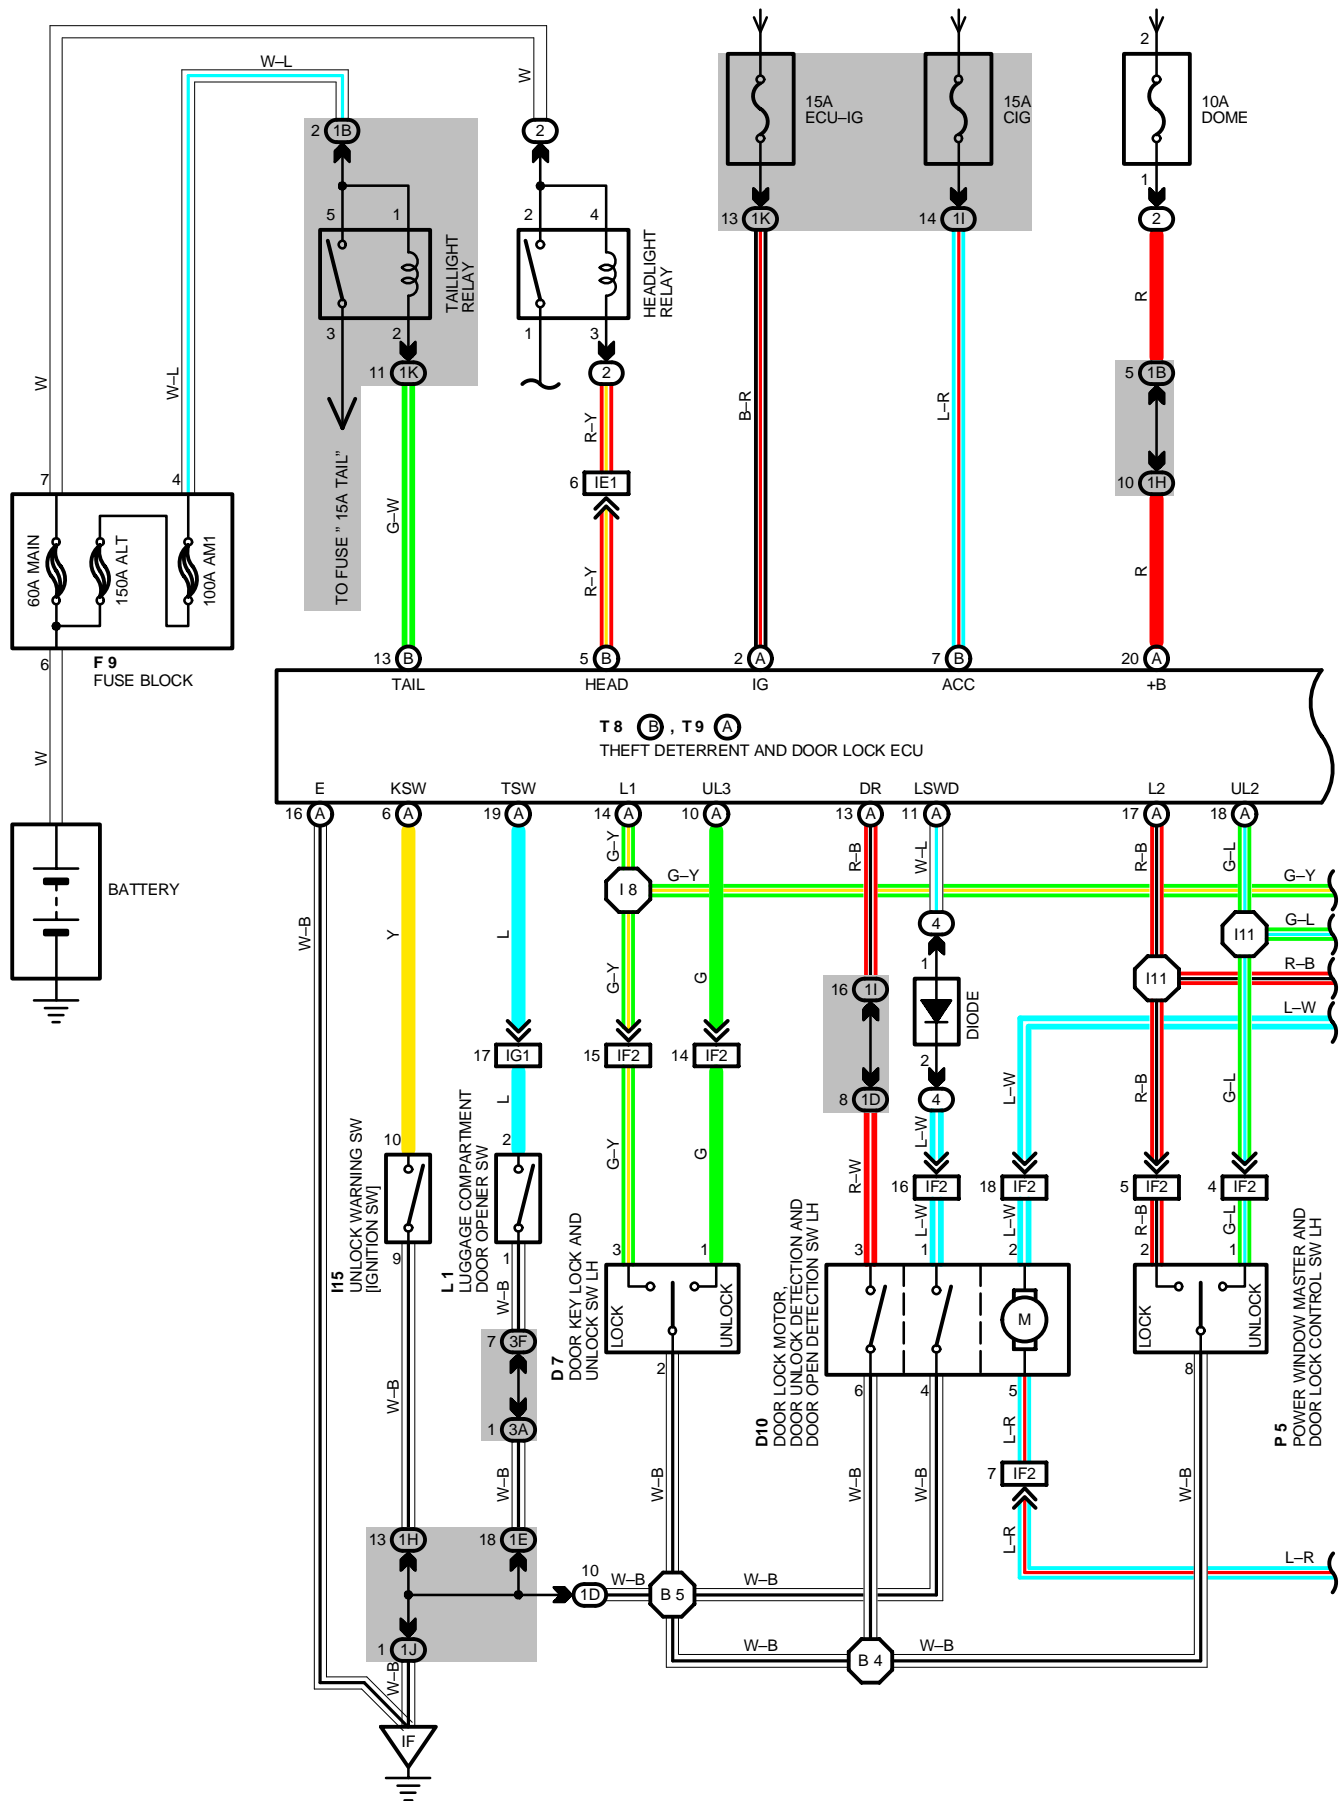 W–L
W
2 1B
2
15A
ECU–IG
15A
CIG
2
10A
DOME
1
13 1K
14 1I
2
5 1
TAILLIGHT
RELAY
2 4
HEADLIGHT
RELAY
3 2
1 3
11 1K
2
W
W–L
R–Y
B–R
L–R
R
5 1B
7 4
6 IE1
10 1H
60A MAIN
150A ALT
100A AM1
TO FUSE ” 15A TAIL”
G–W
R–Y
R
6
F 9
FUSE BLOCK
13 B
5 B
2 A
7 B
20 A
TAIL
HEAD
IG
ACC
+B
T 8 B , T 9 A
THEFT DETERRENT AND DOOR LOCK ECU
W
E
KSW
TSW
L1
UL3
DR
LSWD
L2
UL2
16 A
6 A
19 A
14 A
10 A
13 A
11 A
17 A
18 A
BATTERY
G–Y
R–B
W–L
R–B
G–L
I 8
G–Y
G–Y
4
I11
G–L
W–B
Y
L
G–Y
G
1
I11
R–B
16 1I
DIODE
L–W
17 IG1
15 IF2
14 IF2
2
L
8 1D
4
L–W
L–W
R–B
G–L
I15
UNLOCK WARNING SW
[IGNITION SW]
10
L 1
LUGGAGE COMPARTMENT
DOOR OPENER SW
2
G–Y
G
R–W
16 IF2
18 IF2
5 IF2
4 IF2
L–W
L–W
R–B
G–L
9
1
D 7
DOOR KEY LOCK AND
UNLOCK SW LH
3 1
LOCK
UNLOCK
D10
DOOR LOCK MOTOR,
DOOR UNLOCK DETECTION AND
DOOR OPEN DETECTION SW LH
3 1 2
M
2 1
LOCK
UNLOCK
P 5
POWER WINDOW MASTER AND
DOOR LOCK CONTROL SW LH
W–B
7 3F
2
6 4 5
8
W–B
1 3A
L–R
W–B
W–B
W–B
W–B
7 IF2
W–B
13 1H
18 1E
L–R
L–R
10
1D
W–B
B 5
W–B
1 1J
W–B
B 4
W–B
W–B
IF